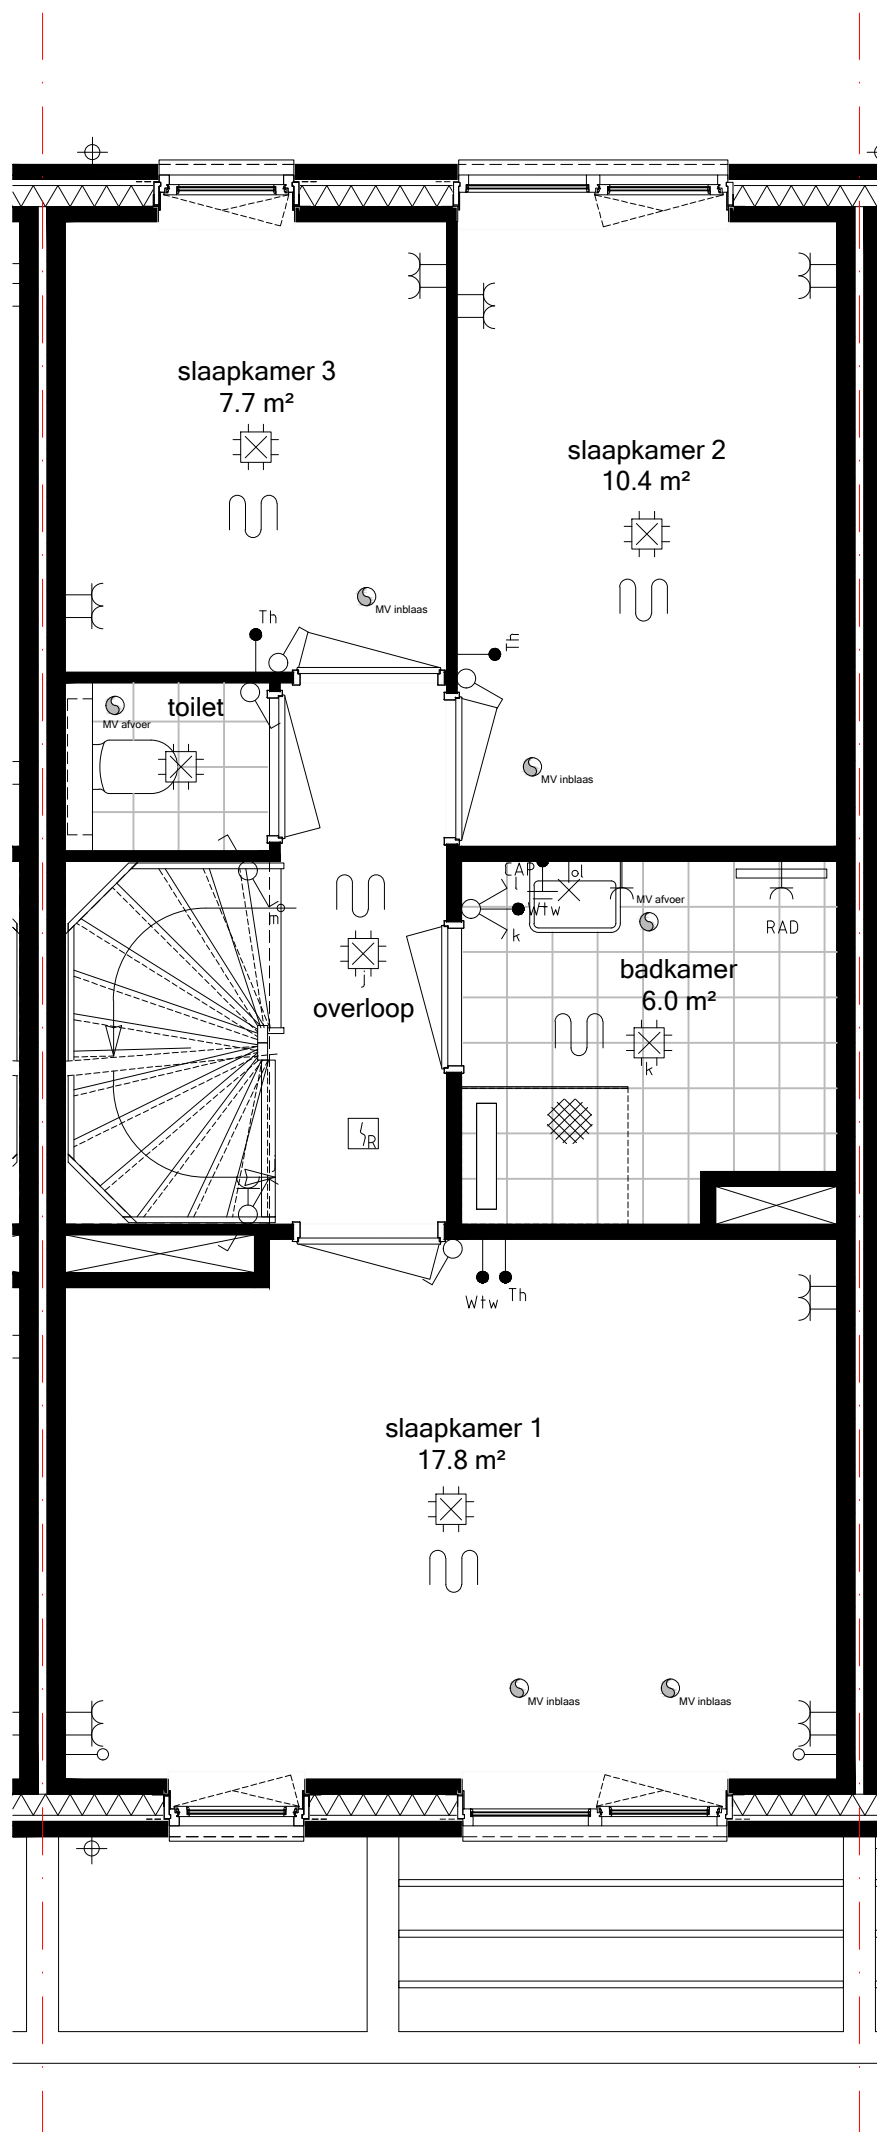 slaapkamer 3
7.7 m²
slaapkamer 2
10.4 m²
MV inblaas
Th
Th
toilet
MV afvoer
MV inblaas
CAP
l
ol
Wtw
k
MV afvoer
RAD
m
badkamer
6.0 m²
k
j
overloop
R
Wtw
Th
slaapkamer 1
17.8 m²
MV inblaas
MV inblaas